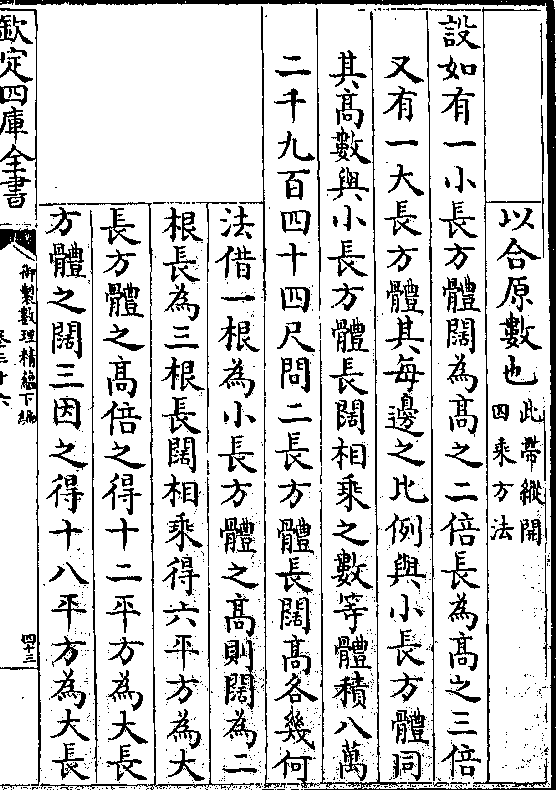 以合原數也此帶縱開四乘方法
設如有一小長方體闊為髙之二倍長為髙之三倍
又有一大長方體其每邊之比例與小長方體同
其髙數與小長方體長闊相乘之數等體積八萬
二千九百四十四尺問二長方體長闊髙各幾何
法借一根為小長方體之髙則闊為二
根長為三根長闊相乘得六平方為大
長方體之髙倍之得十二平方為大長
方體之闊三因之得十八平方為大長
欽定四庫全書
御製數理精藴下編
卷三十六
四十三